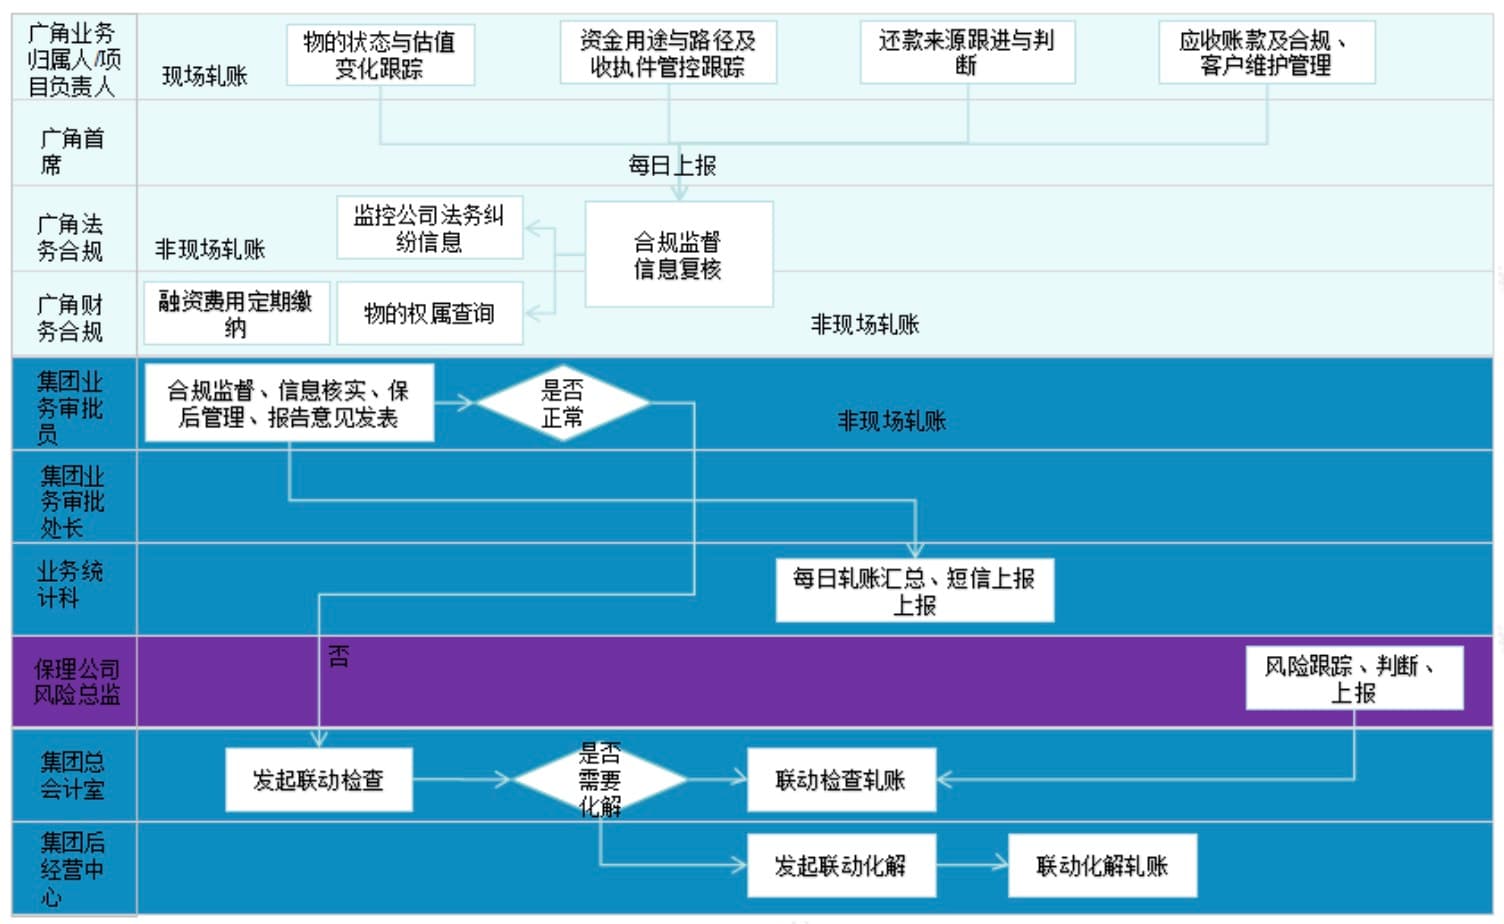 广角业务
归属人/项
目负责人
现场轧账
物的状态与估值
变化跟踪
资金用途与路径及
收执件管控跟踪
还款来源跟进与判
断
应收账款及合规、
客户维护管理
广角首
席
每日上报
广角法
务合规
非现场轧账
监控公司法务纠
纷信息
合规监督
信息复核
广角财
务合规
融资费用定期缴
纳
物的权属查询
非现场轧账
集团业
务审批
员
合规监督、信息核实、保
后管理、报告意见发表
是否
正常
非现场轧账
集团业
务审批
处长
业务统
计科
每日轧账汇总、短信上报
上报
保理公司
风险总监
否
风险跟踪、判断、
上报
集团总
会计室
发起联动检查
是否
需要
化解
联动检查轧账
集团后
经营中
心
发起联动化解
联动化解轧账